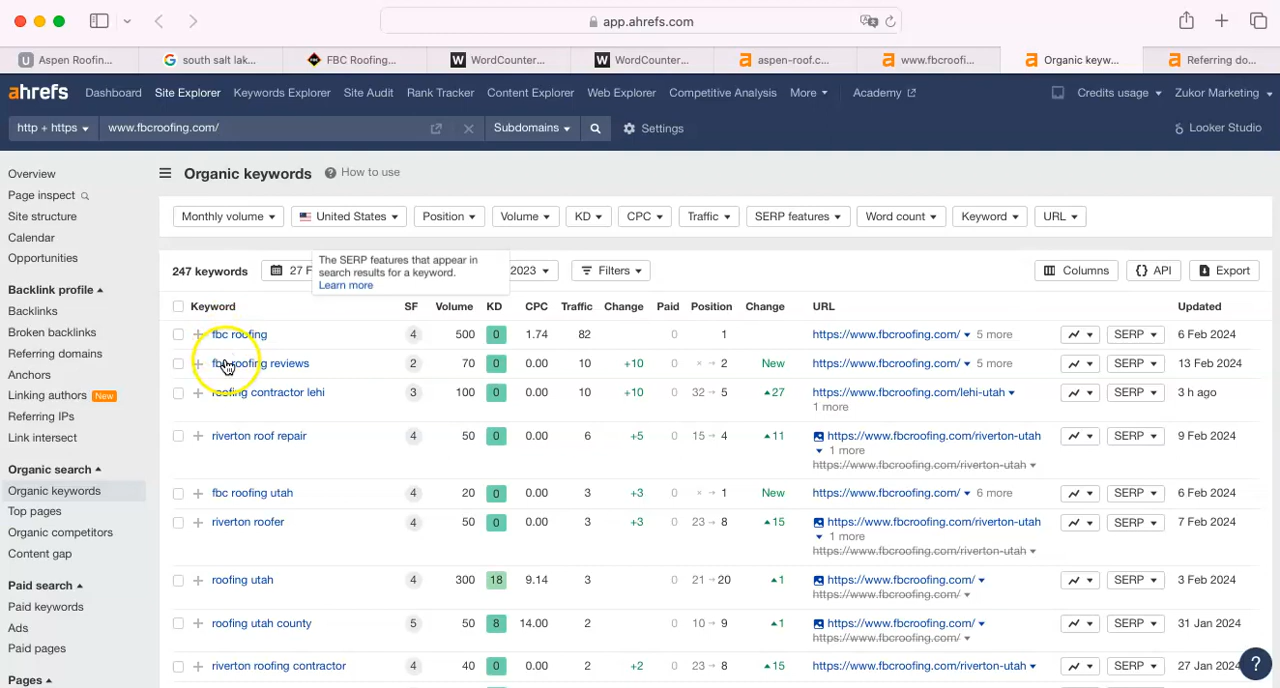 app.ahrefs.com
Aspen Roofin...
south salt lak...
FBC Roofing...
WordCounter...
WordCounter...
aspen-roof.c...
www.fbcroofi...
Organic keyw...
Referring do...
ahrefs
Dashboard
Site Explorer
Keywords Explorer
Site Audit
Rank Tracker
Content Explorer
Web Explorer
Competitive Analysis
More
Academy
Credits usage
Zukor Marketing
http + https
www.fbcroofing.com/
Subdomains
Settings
Looker Studio
Overview
Page inspect
Site structure
Calendar
Opportunities
Backlink profile
Backlinks
Broken backlinks
Referring domains
Anchors
Linking authors New
Referring IPs
Link intersect
Organic search
Organic keywords
Top pages
Organic competitors
Content gap
Paid search
Paid keywords
Ads
Paid pages
Pages
Organic keywords
? How to use
Monthly volume
United States
Position
Volume
KD
CPC
Traffic
SERP features
Word count
Keyword
URL
The SERP features that appear in
search results for a keyword.
Learn more
247 keywords
27 F
2023
Filters
Columns
API
Export
Keyword SF Volume KD CPC Traffic Change Paid Position Change URL Updated
fbc roofing 4 500 0 1.74 82 0 1 https://www.fbcroofing.com/ 5 more SERP 6 Feb 2024
fbc roofing reviews 2 70 0 0.00 10 +10 0 × → 2 New https://www.fbcroofing.com/ 5 more SERP 13 Feb 2024
roofing contractor lehi 3 100 0 0.00 10 +10 0 32 → 5 ▲27 https://www.fbcroofing.com/lehi-utah SERP 3 h ago
1 more
riverton roof repair 4 50 0 0.00 6 +5 0 15 → 4 ▲11 https://www.fbcroofing.com/riverton-utah SERP 9 Feb 2024
1 more
https://www.fbcroofing.com/riverton-utah
fbc roofing utah 4 20 0 0.00 3 +3 0 × → 1 New https://www.fbcroofing.com/ 6 more SERP 6 Feb 2024
riverton roofer 4 50 0 0.00 3 +3 0 23 → 8 ▲15 https://www.fbcroofing.com/riverton-utah SERP 7 Feb 2024
1 more
https://www.fbcroofing.com/riverton-utah
roofing utah 4 300 18 9.14 3 0 21 → 20 ▲1 https://www.fbcroofing.com/ SERP 3 Feb 2024
https://www.fbcroofing.com/
roofing utah county 5 50 8 14.00 2 0 10 → 9 ▲1 https://www.fbcroofing.com/ SERP 31 Jan 2024
https://www.fbcroofing.com/
riverton roofing contractor 4 40 0 0.00 2 +2 0 23 → 8 ▲15 https://www.fbcroofing.com/riverton-utah SERP 27 Jan 2024
?